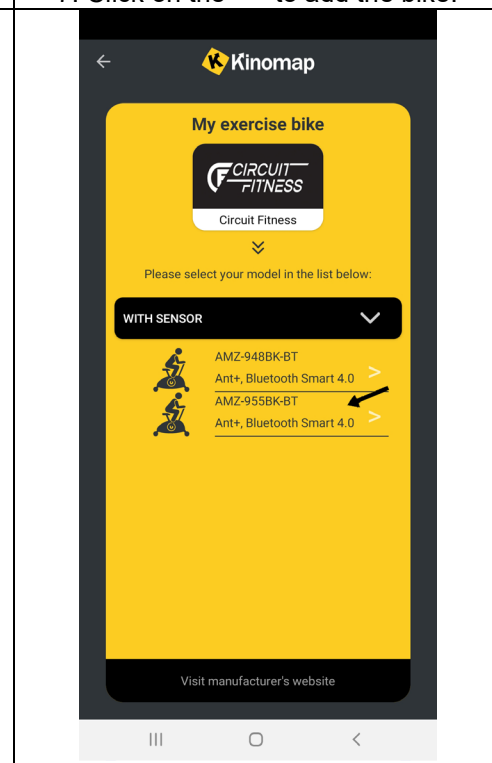 7. Click on the to add the bike.
Kinomap
My exercise bike
CIRCUIT
FITNESS
Circuit Fitness
Please select your model in the list below:
WITH SENSOR
AMZ-948BK-BT
Ant+, Bluetooth Smart 4.0 >
AMZ-955BK-BT
Ant+, Bluetooth Smart 4.0 >
Visit manufacturer's website